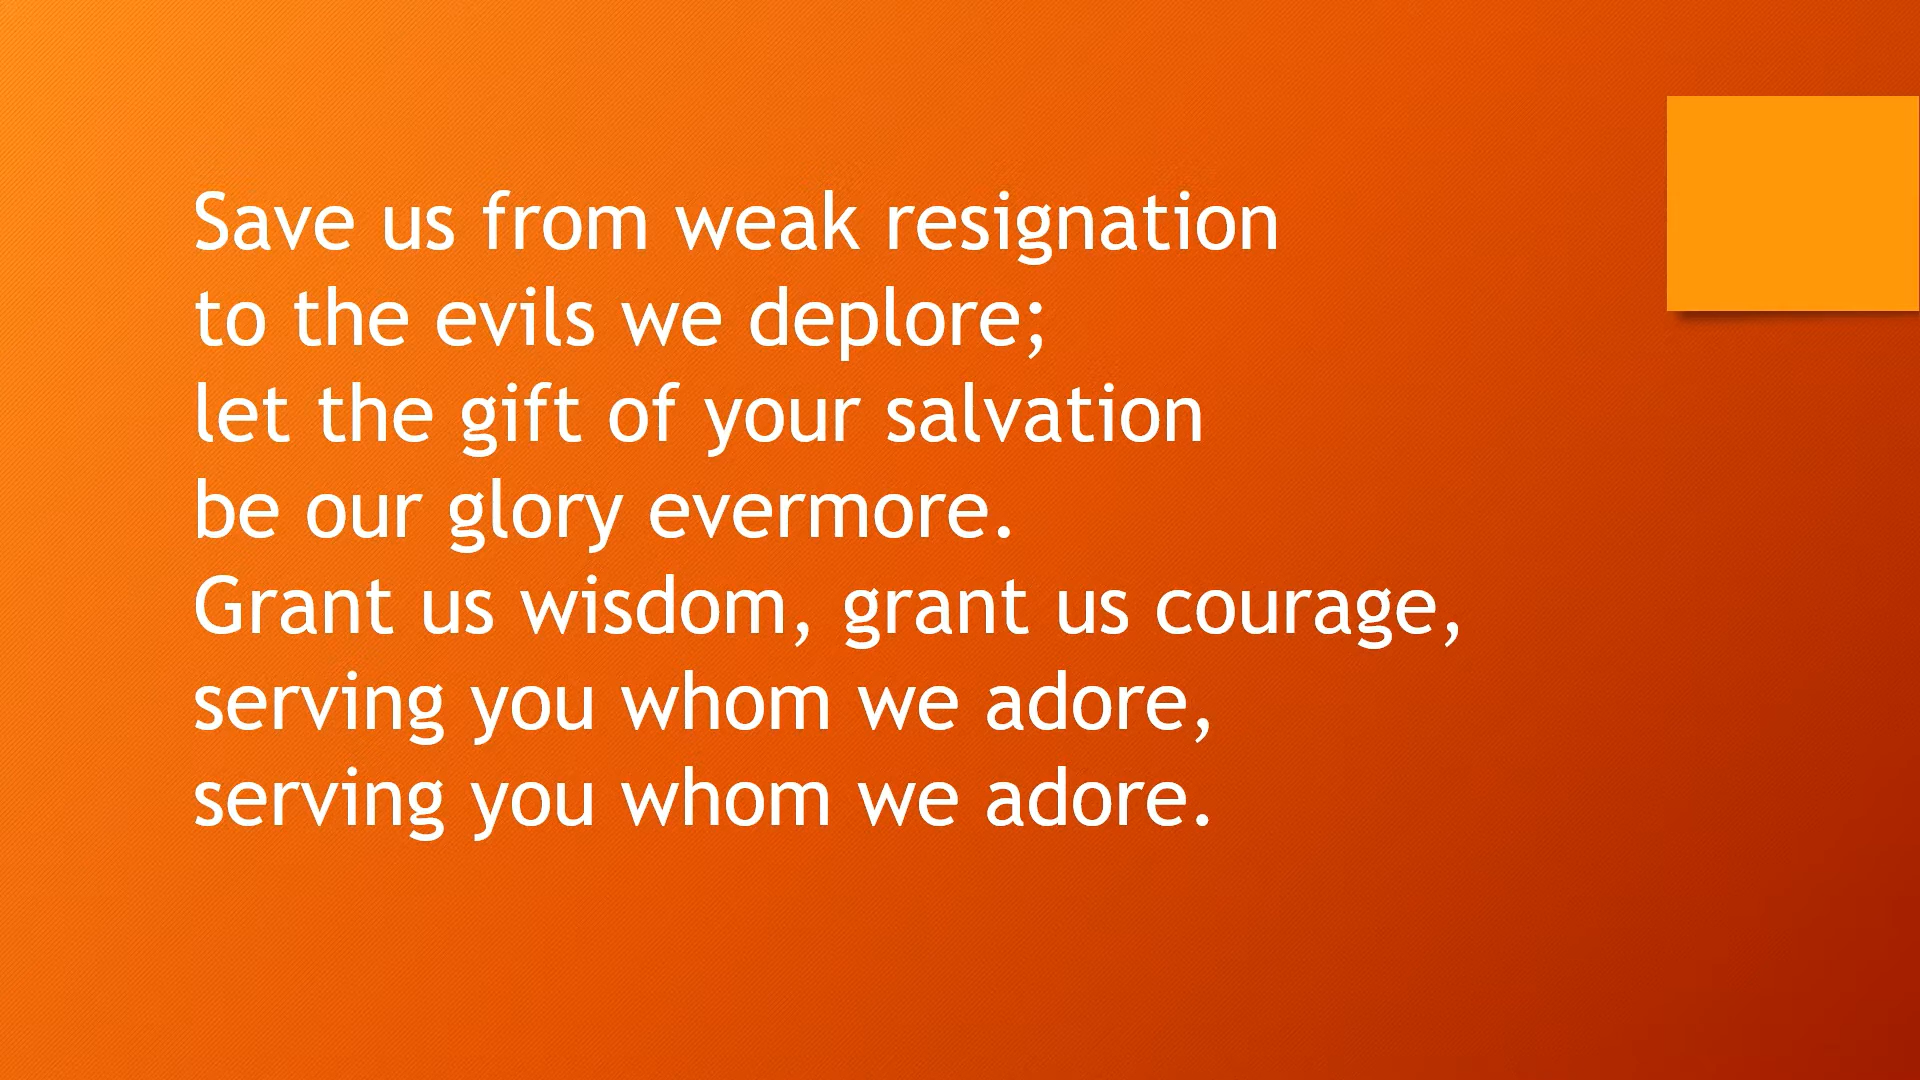 Save us from weak resignation
to the evils we deplore;
let the gift of your salvation
be our glory evermore.
Grant us wisdom, grant us courage,
serving you whom we adore,
serving you whom we adore.